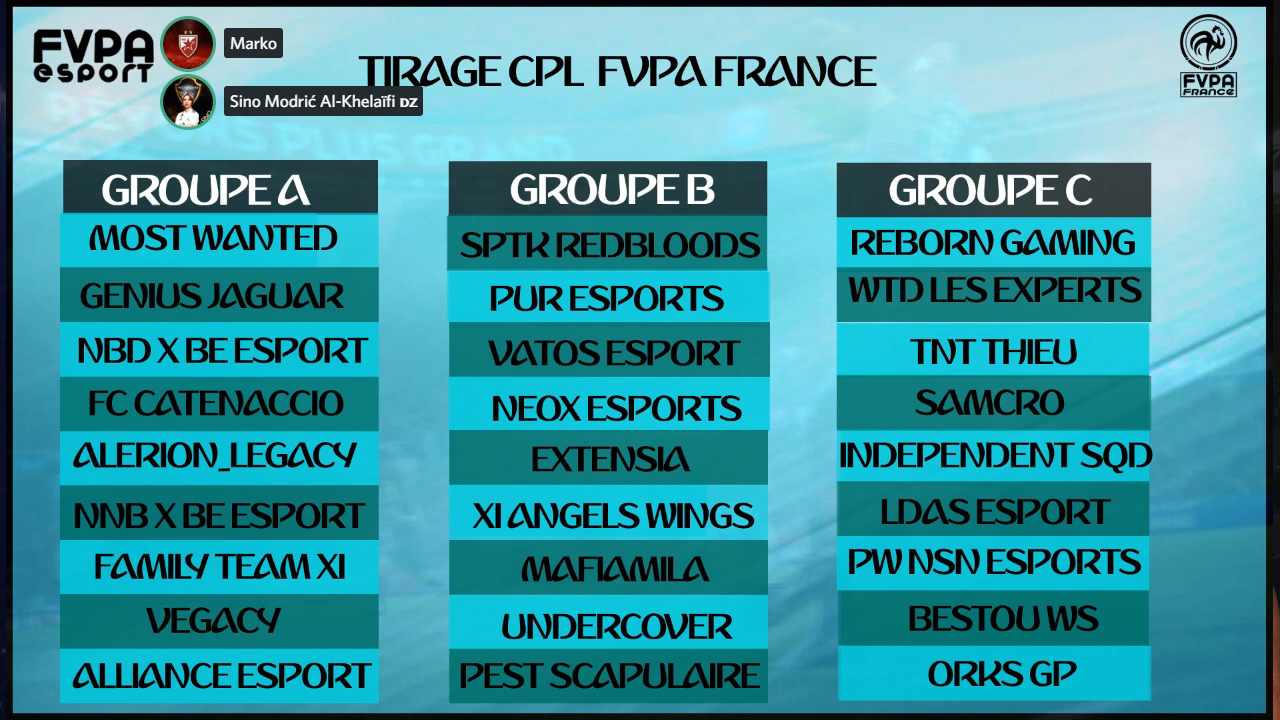 FVPA
esport
Marko
Sino Modrić Al-Khelaïfi DZ
TIRAGE CPL FVPA FRANCE
FVPA
FRANCE
PLUS GRAND
GROUPE A
MOST WANTED
GENIUS JAGUAR
NBD X BE ESPORT
FC CATENACCIO
ALERION_LEGACY
NNB X BE ESPORT
FAMILY TEAM XI
VEGACY
ALLIANCE ESPORT
GROUPE B
SPTK REDBLOODS
PUR ESPORTS
VATOS ESPORT
NEOX ESPORTS
EXTENSIA
XI ANGELS WINGS
MAFIAMILA
UNDERCOVER
PEST SCAPULAIRE
GROUPE C
REBORN GAMING
WTD LES EXPERTS
TNT THIEU
SAMCRO
INDEPENDENT SQD
LDAS ESPORT
PW NSN ESPORTS
BESTOU WS
ORKS GP